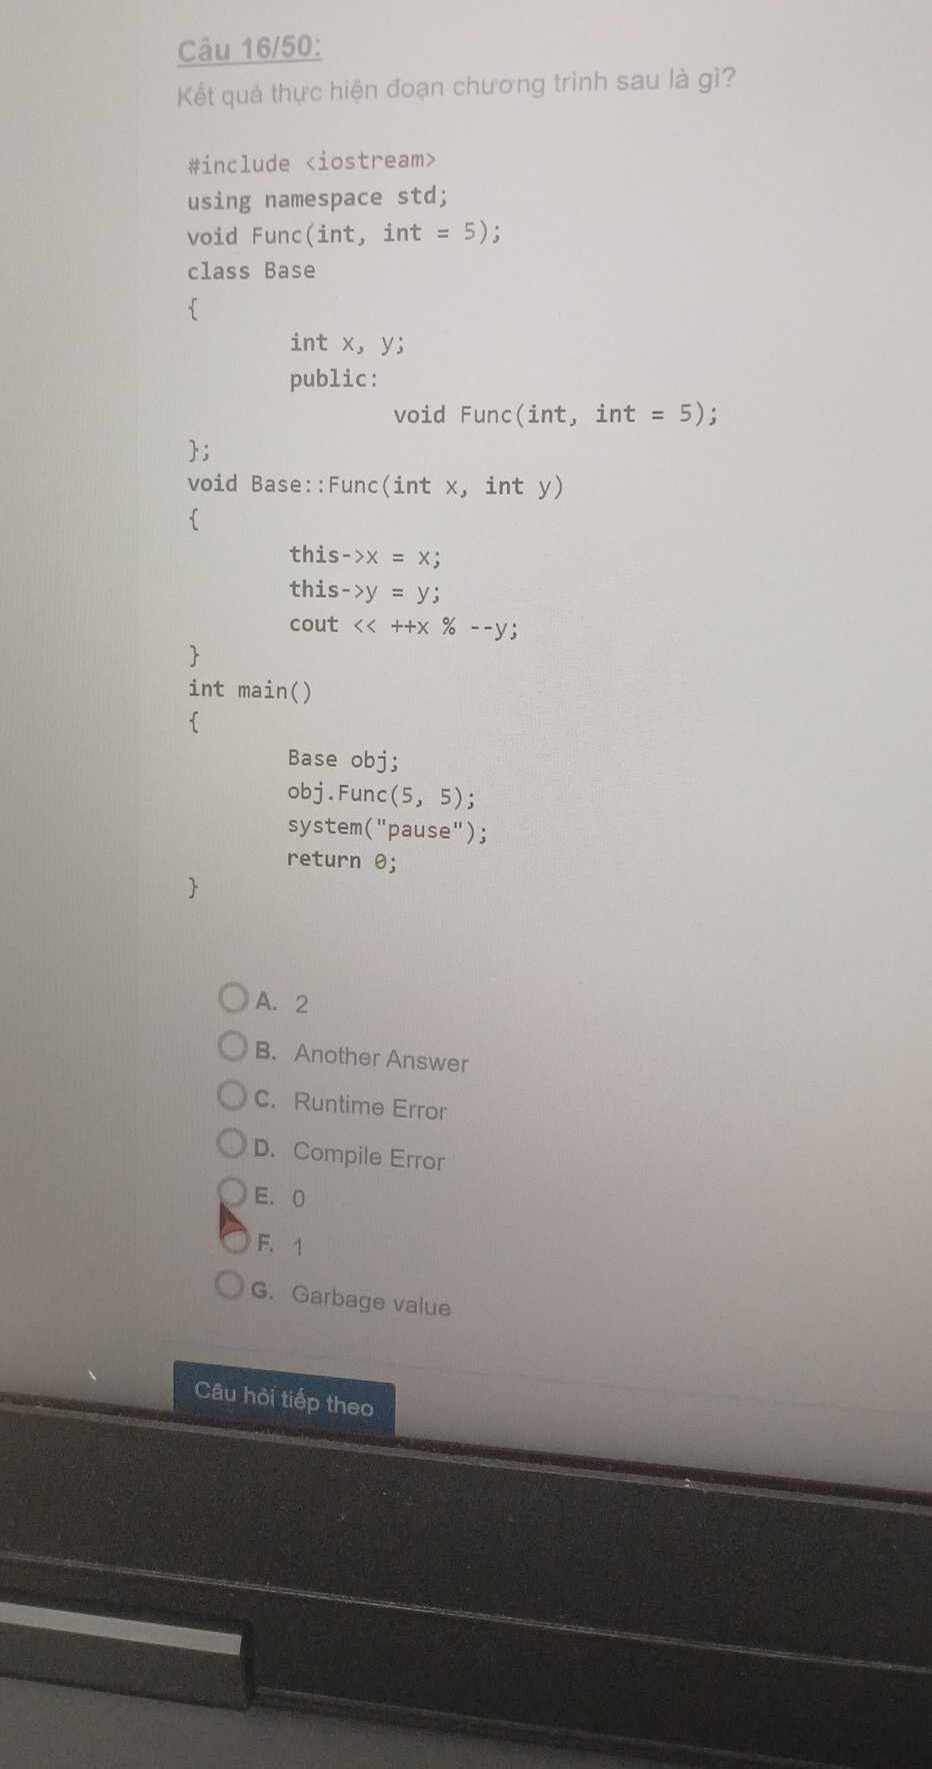 Câu 16/50:
Kết quả thực hiện đoạn chương trình sau là gì?
#include <iostream>
using namespace std;
void Func(int, int = 5);
class Base
{
int x, y;
public:
void Func(int, int = 5);
};
void Base::Func(int x, int y)
{
this->x = x;
this->y = y;
cout << ++x % --y;
}
int main()
{
Base obj;
obj.Func(5, 5);
system("pause");
return 0;
}
A. 2
B. Another Answer
C. Runtime Error
D. Compile Error
E. 0
F. 1
G. Garbage value
Câu hỏi tiếp theo